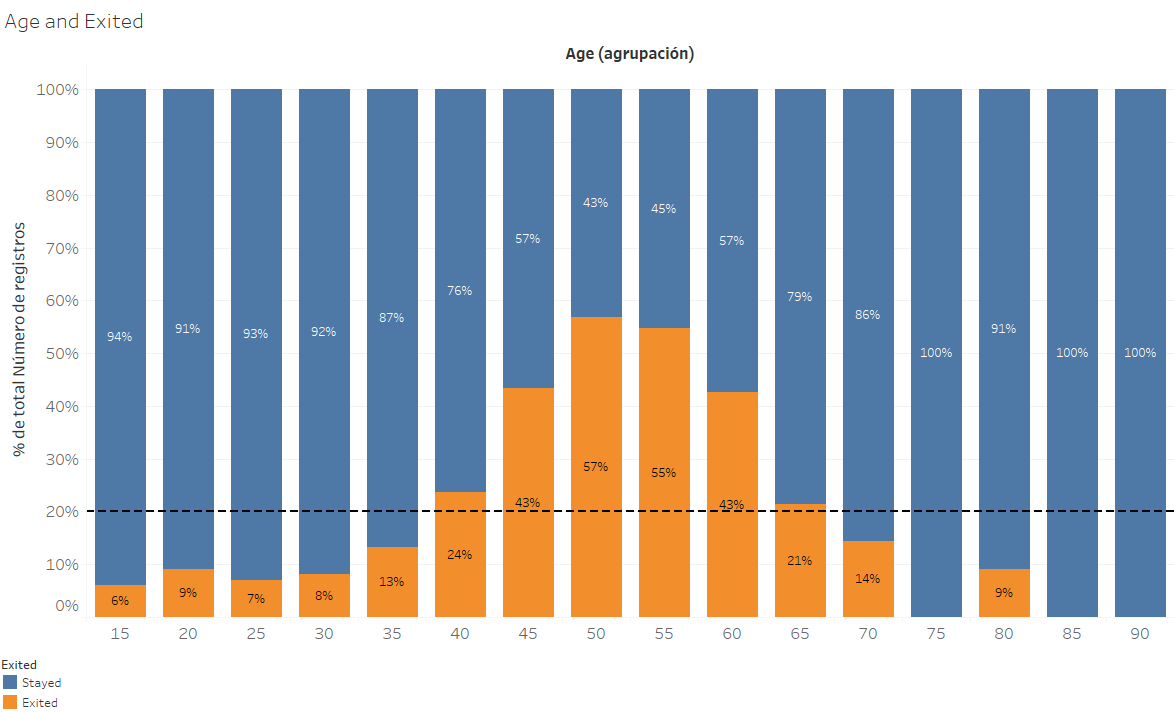 Age and Exited
Age (agrupación)
% de total Número de registros
100%
90%
80%
70%
60%
50%
40%
30%
20%
10%
0%
94% 91% 93% 92% 87% 76% 57% 43% 45% 57% 79% 86% 100% 91% 100% 100%
6% 9% 7% 8% 13% 24% 43% 57% 55% 43% 21% 14% 9%
15 20 25 30 35 40 45 50 55 60 65 70 75 80 85 90
Exited
Stayed
Exited